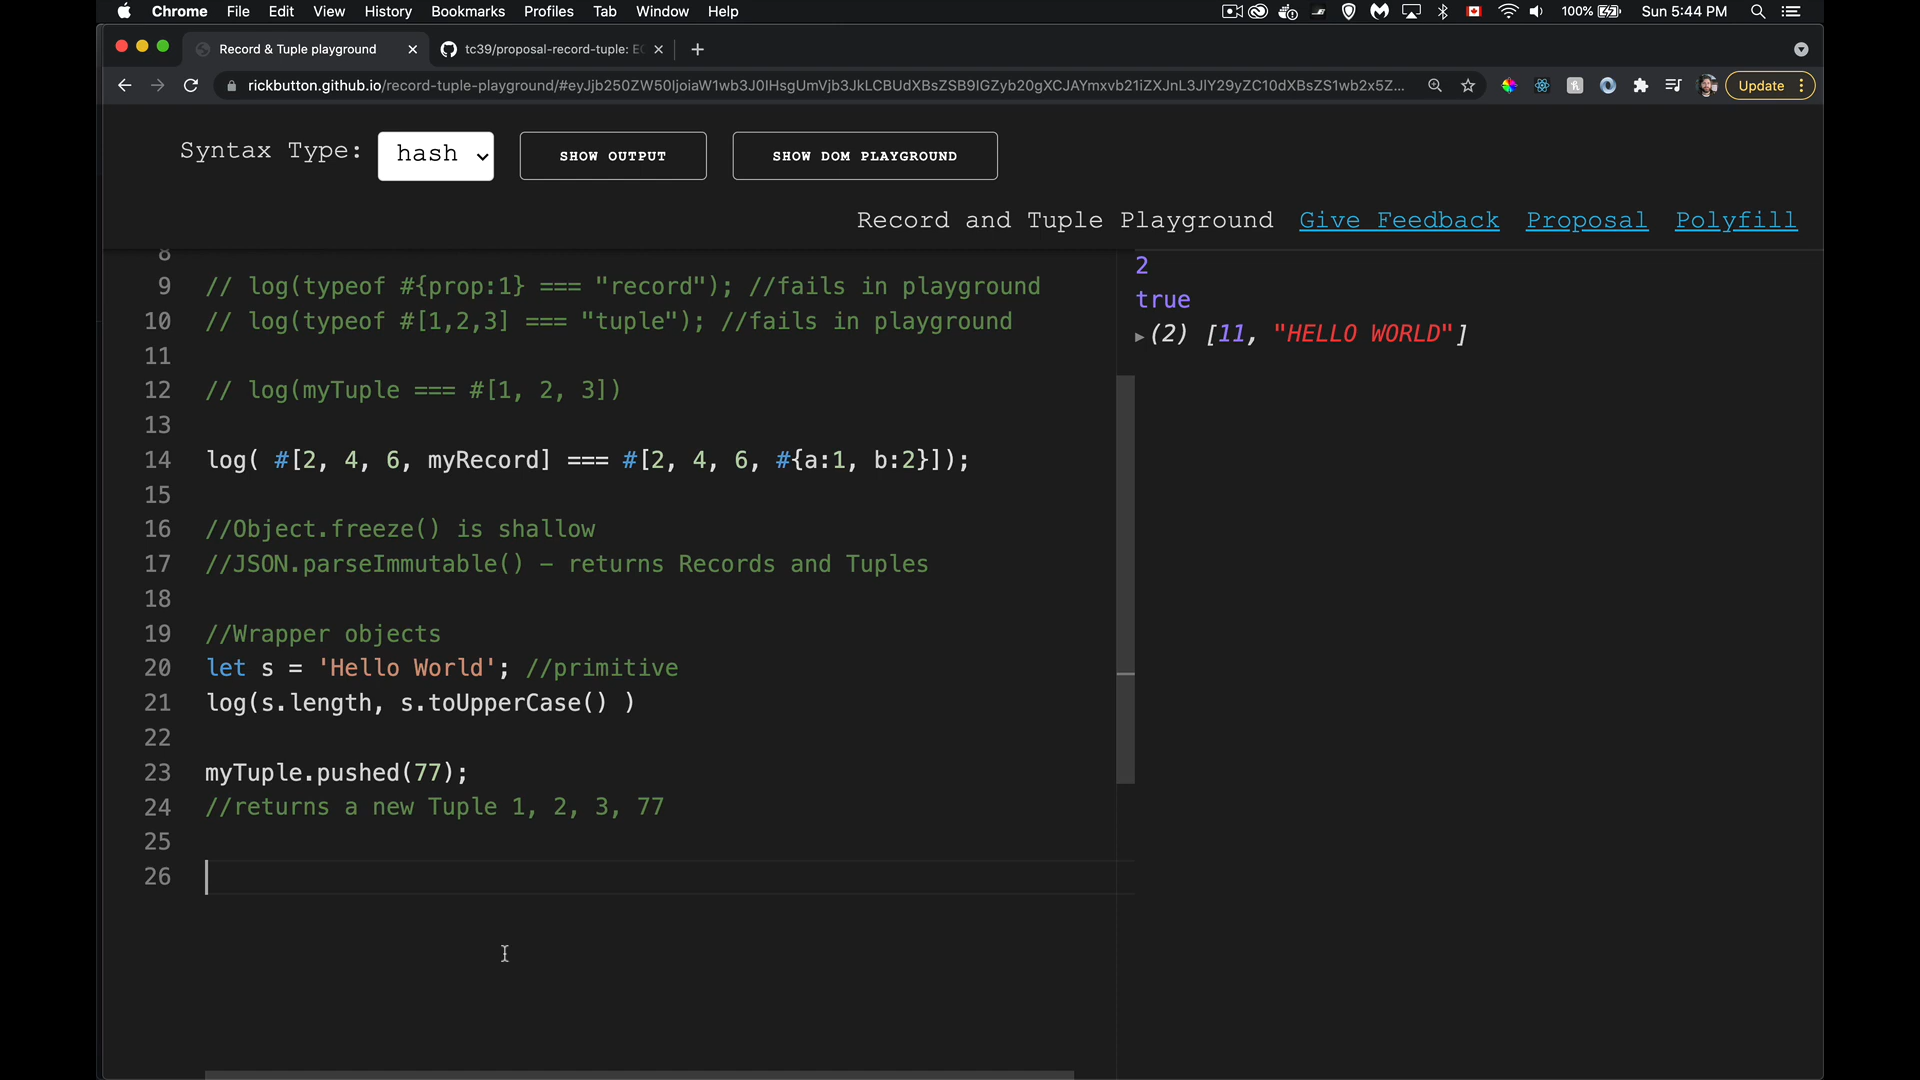 Chrome File Edit View History Bookmarks Profiles Tab Window Help 100% Sun 5:44 PM
Record & Tuple playground tc39/proposal-record-tuple: EC
rickbutton.github.io/record-tuple-playground/#eyJjb250ZW50IjoiaW1wb3J0IHsgUmVjb3JkLCBUdXBsZSB9IGZyb20gXCJAYmxvb21iZXJnL3JlY29yZC10dXBsZS1wb2x5Z... Update
Syntax Type: hash SHOW OUTPUT SHOW DOM PLAYGROUND
Record and Tuple Playground Give Feedback Proposal Polyfill
8
9 // log(typeof #{prop:1} === "record"); //fails in playground
10 // log(typeof #[1,2,3] === "tuple"); //fails in playground
11
12 // log(myTuple === #[1, 2, 3])
13
14 log( #[2, 4, 6, myRecord] === #[2, 4, 6, #{a:1, b:2}]);
15
16 //Object.freeze() is shallow
17 //JSON.parseImmutable() - returns Records and Tuples
18
19 //Wrapper objects
20 let s = 'Hello World'; //primitive
21 log(s.length, s.toUpperCase() )
22
23 myTuple.pushed(77);
24 //returns a new Tuple 1, 2, 3, 77
25
26
2
true
(2) [11, "HELLO WORLD"]